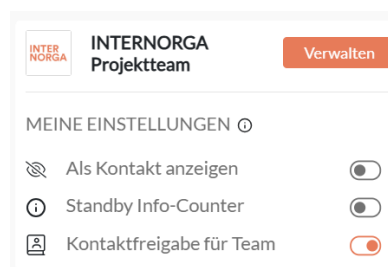 INTER
NORGA
INTERNORGA
Projektteam
Verwalten
MEINE EINSTELLUNGEN
Als Kontakt anzeigen
Standby Info-Counter
Kontaktfreigabe für Team